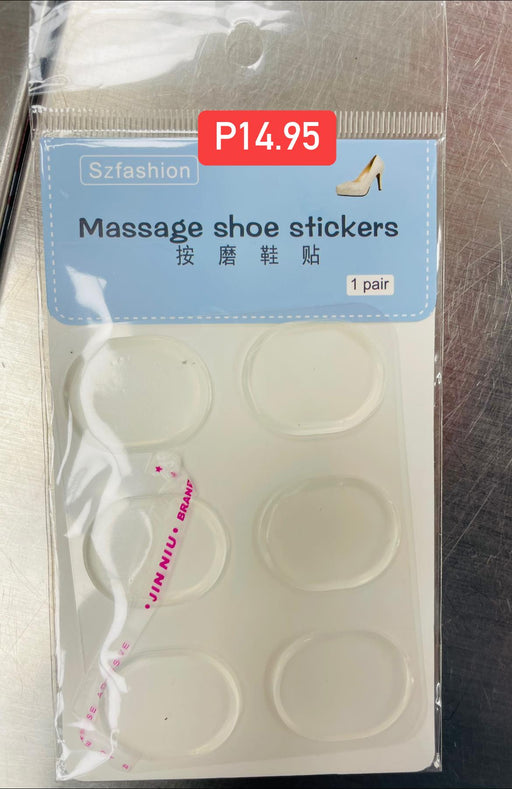 P14.95
Szfashion
Massage shoe stickers
按磨鞋贴
1 pair
•JIN NIU• BRAND